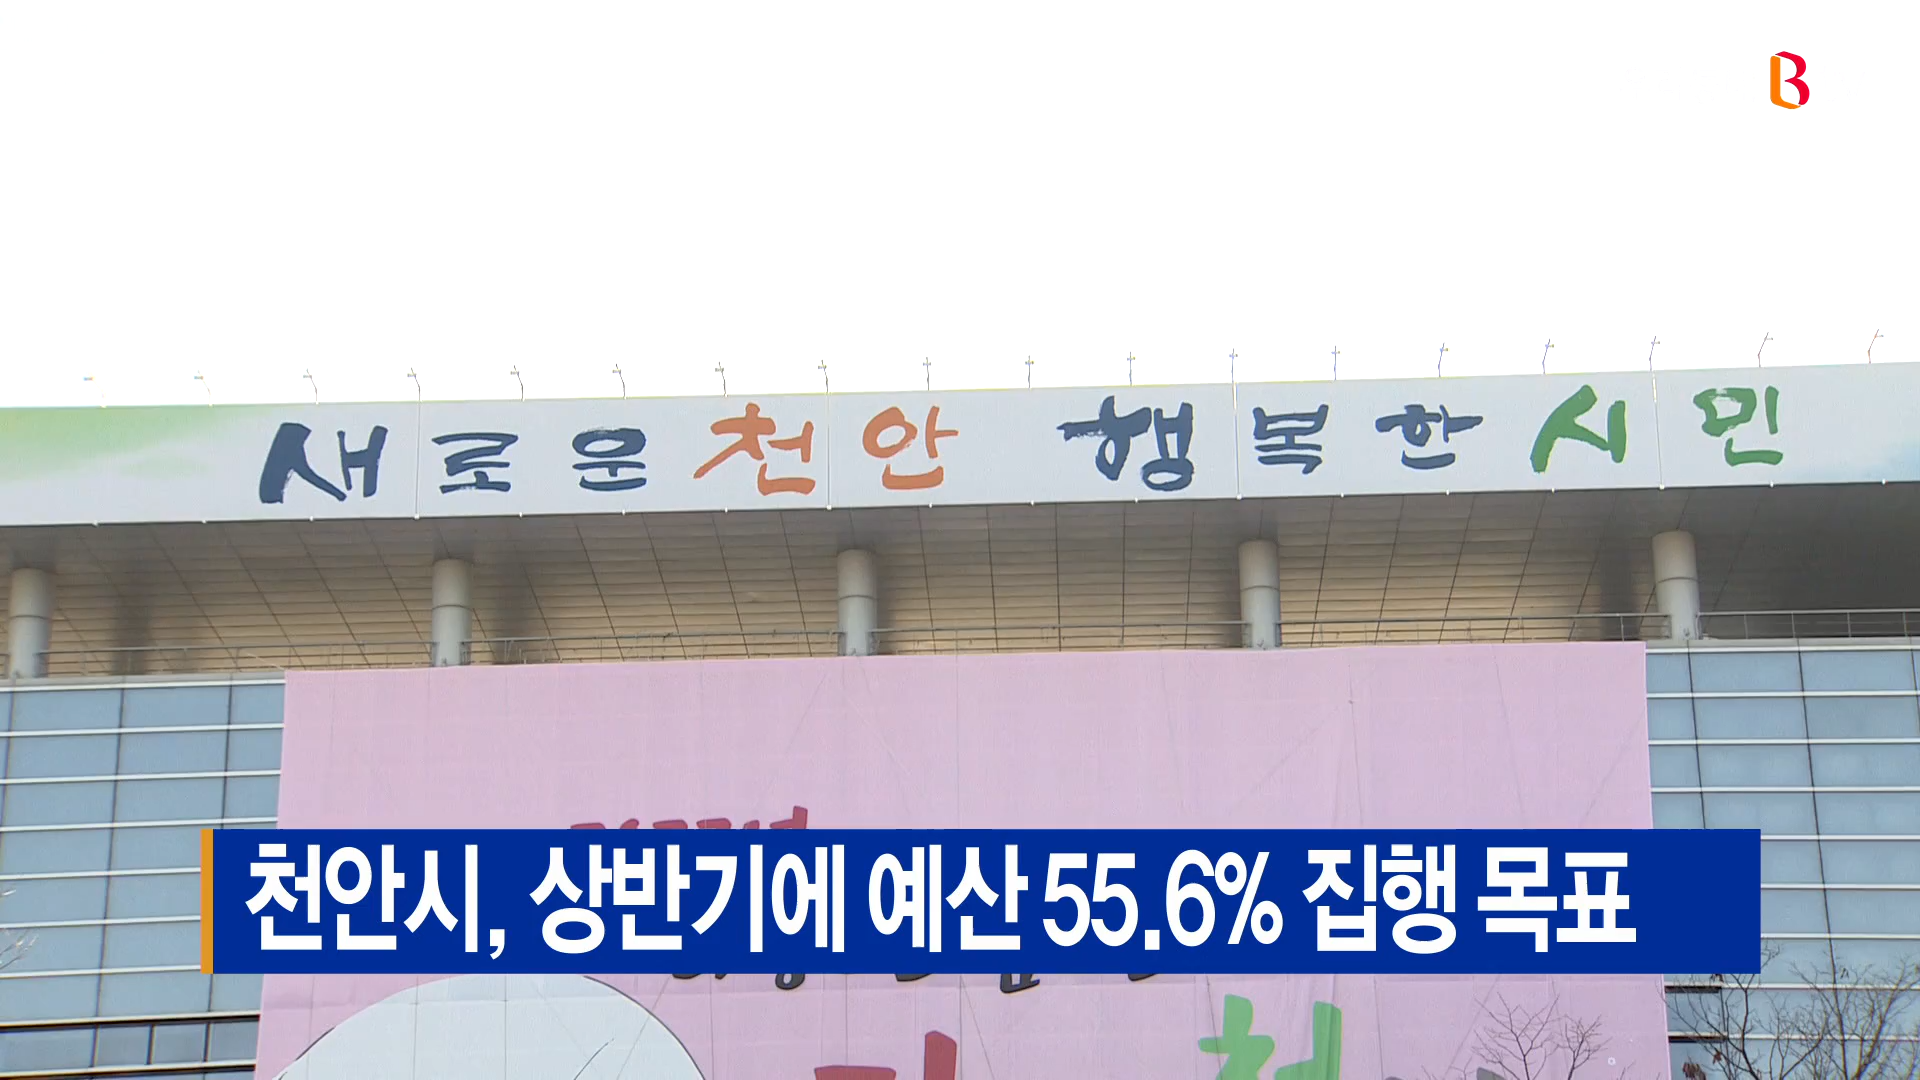 B
새로운 천안 행복한 시민
천안시, 상반기에 예산 55.6% 집행 목표